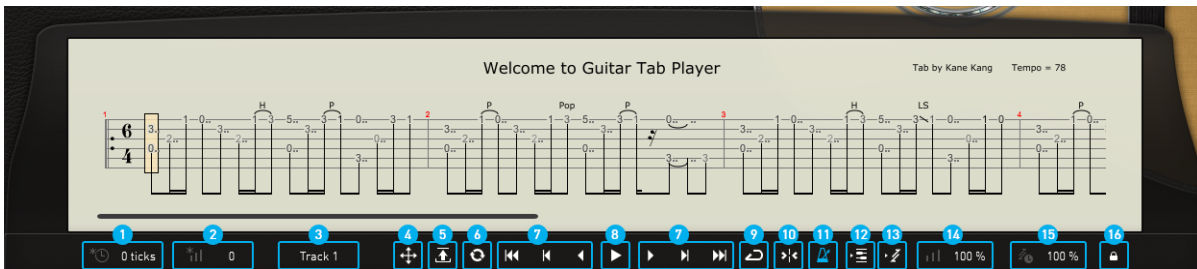 Welcome to Guitar Tab Player
Tab by Kane Kang Tempo = 78
H P P Pop P H LS P
1 2 3 4
6
4
1 2 3 4 5 6 7 8 7 9 10 11 12 13 14 15 16
0 ticks 0 Track 1 100 % 100 %